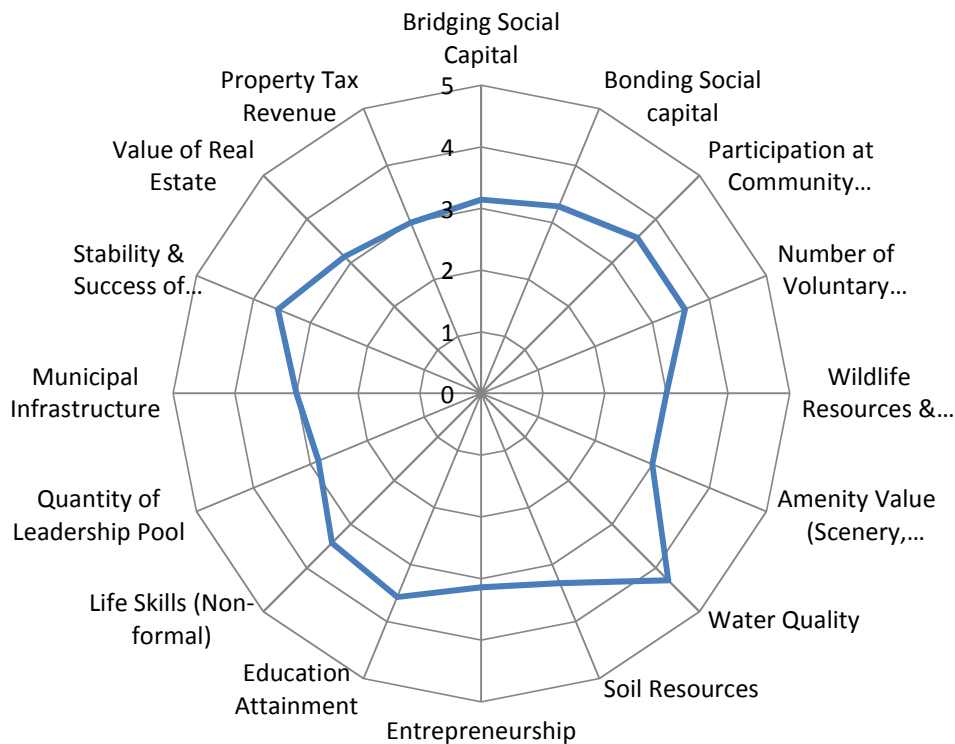 Bridging Social
Capital
Bonding Social
capital
Participation at
Community...
Number of
Voluntary...
Wildlife
Resources &...
Amenity Value
(Scenery,...
Water Quality
Soil Resources
Entrepreneurship
Education
Attainment
Life Skills (Non-
formal)
Quantity of
Leadership Pool
Municipal
Infrastructure
Stability &
Success of...
Value of Real
Estate
Property Tax
Revenue
5
4
3
2
1
0